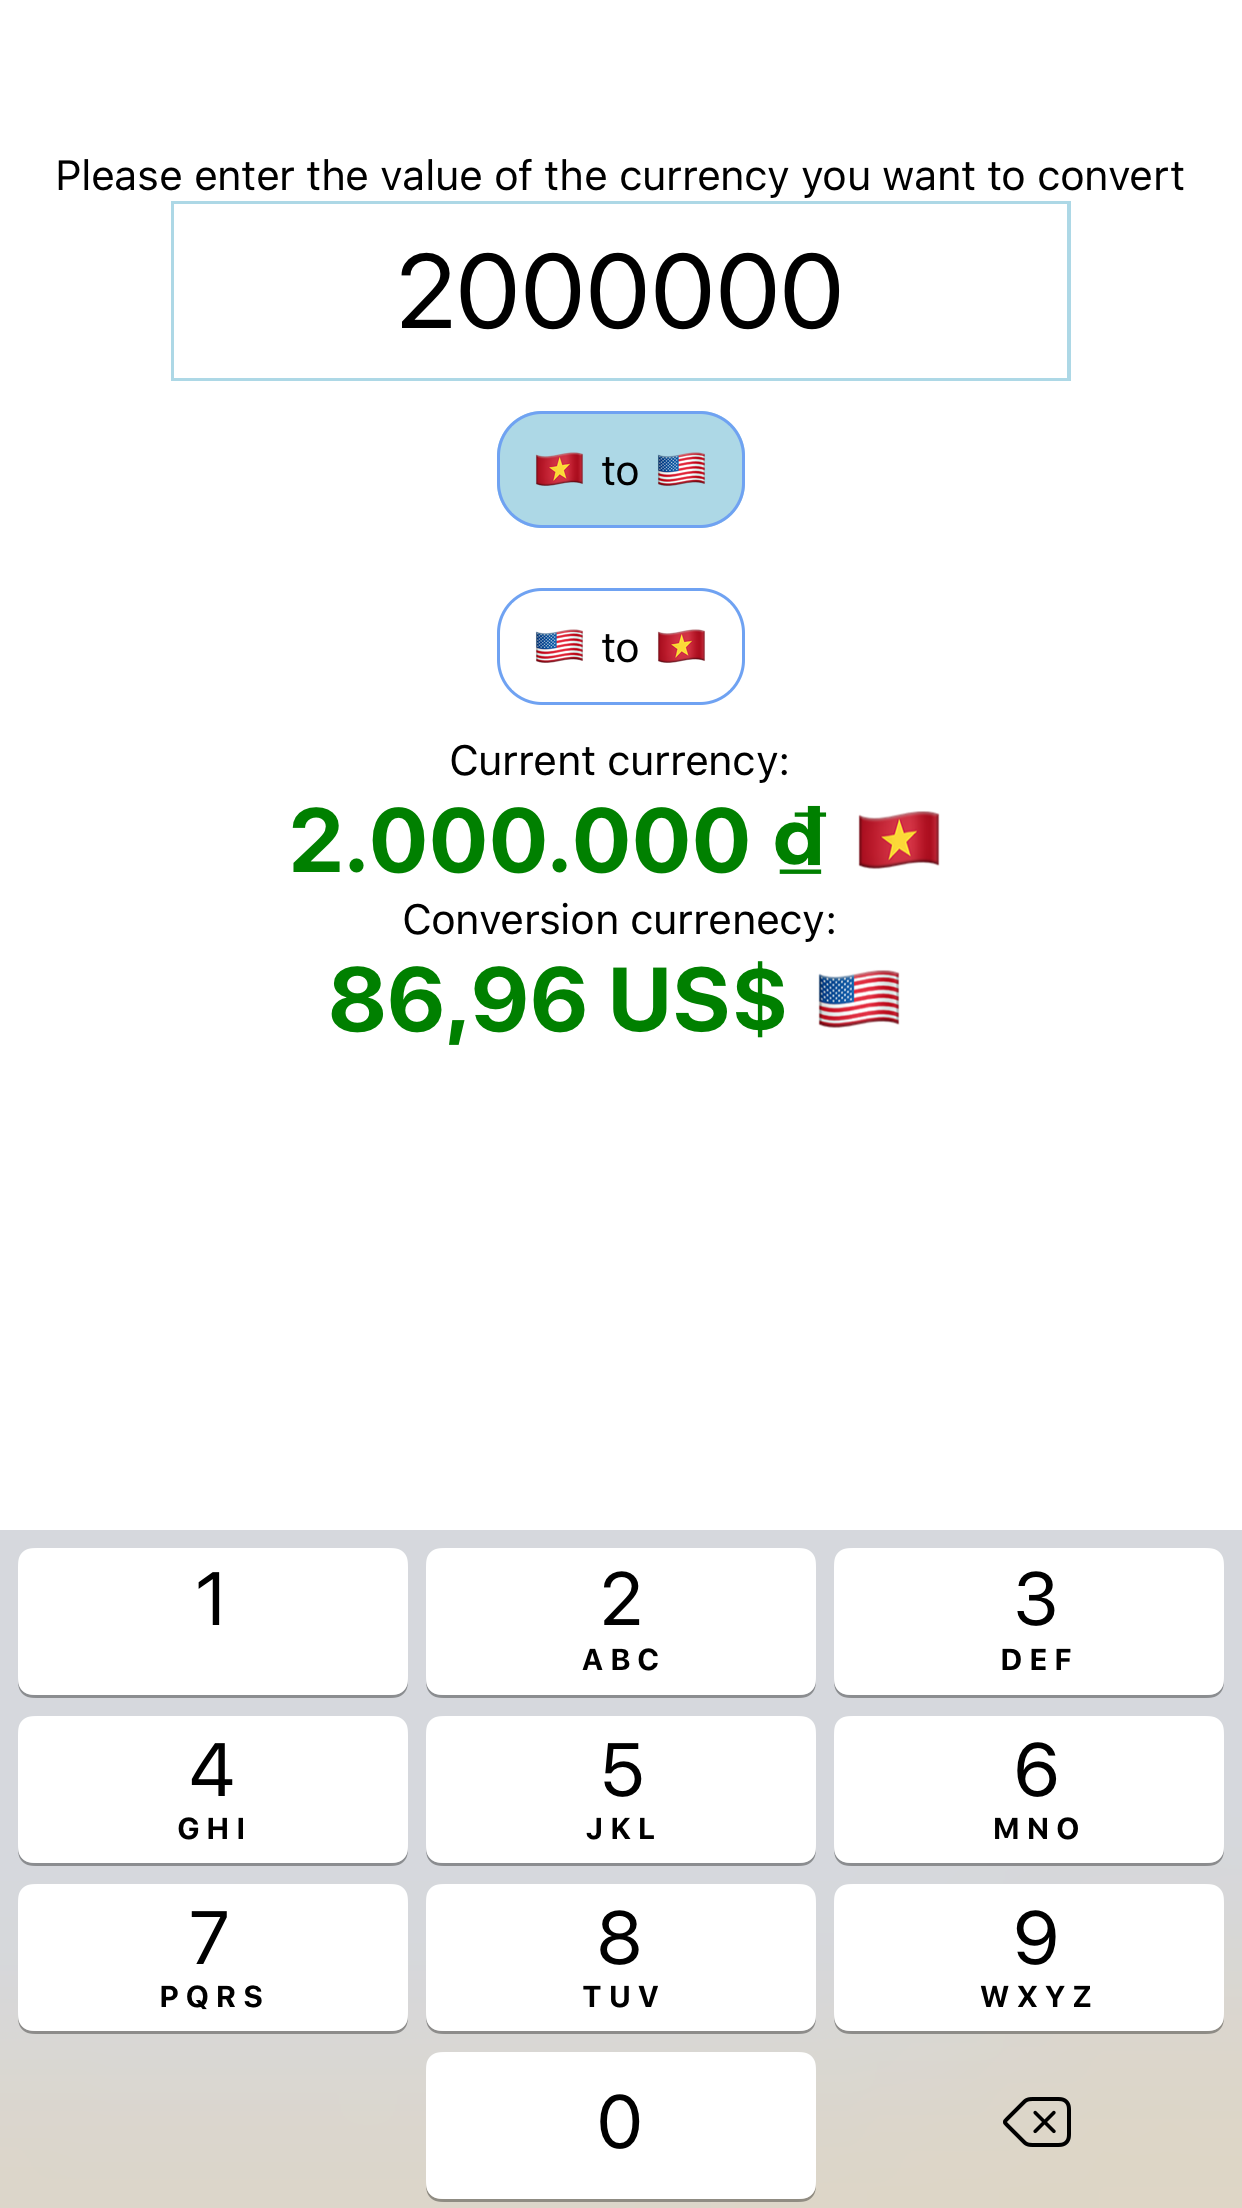 Please enter the value of the currency you want to convert
2000000
🇻🇳 to 🇺🇸
🇺🇸 to 🇻🇳
Current currency:
2.000.000 ₫ 🇻🇳
Conversion currenecy:
86,96 US$ 🇺🇸
1 2 3
ABC DEF
4 5 6
GHI JKL MNO
7 8 9
PQRS TUV WXYZ
0